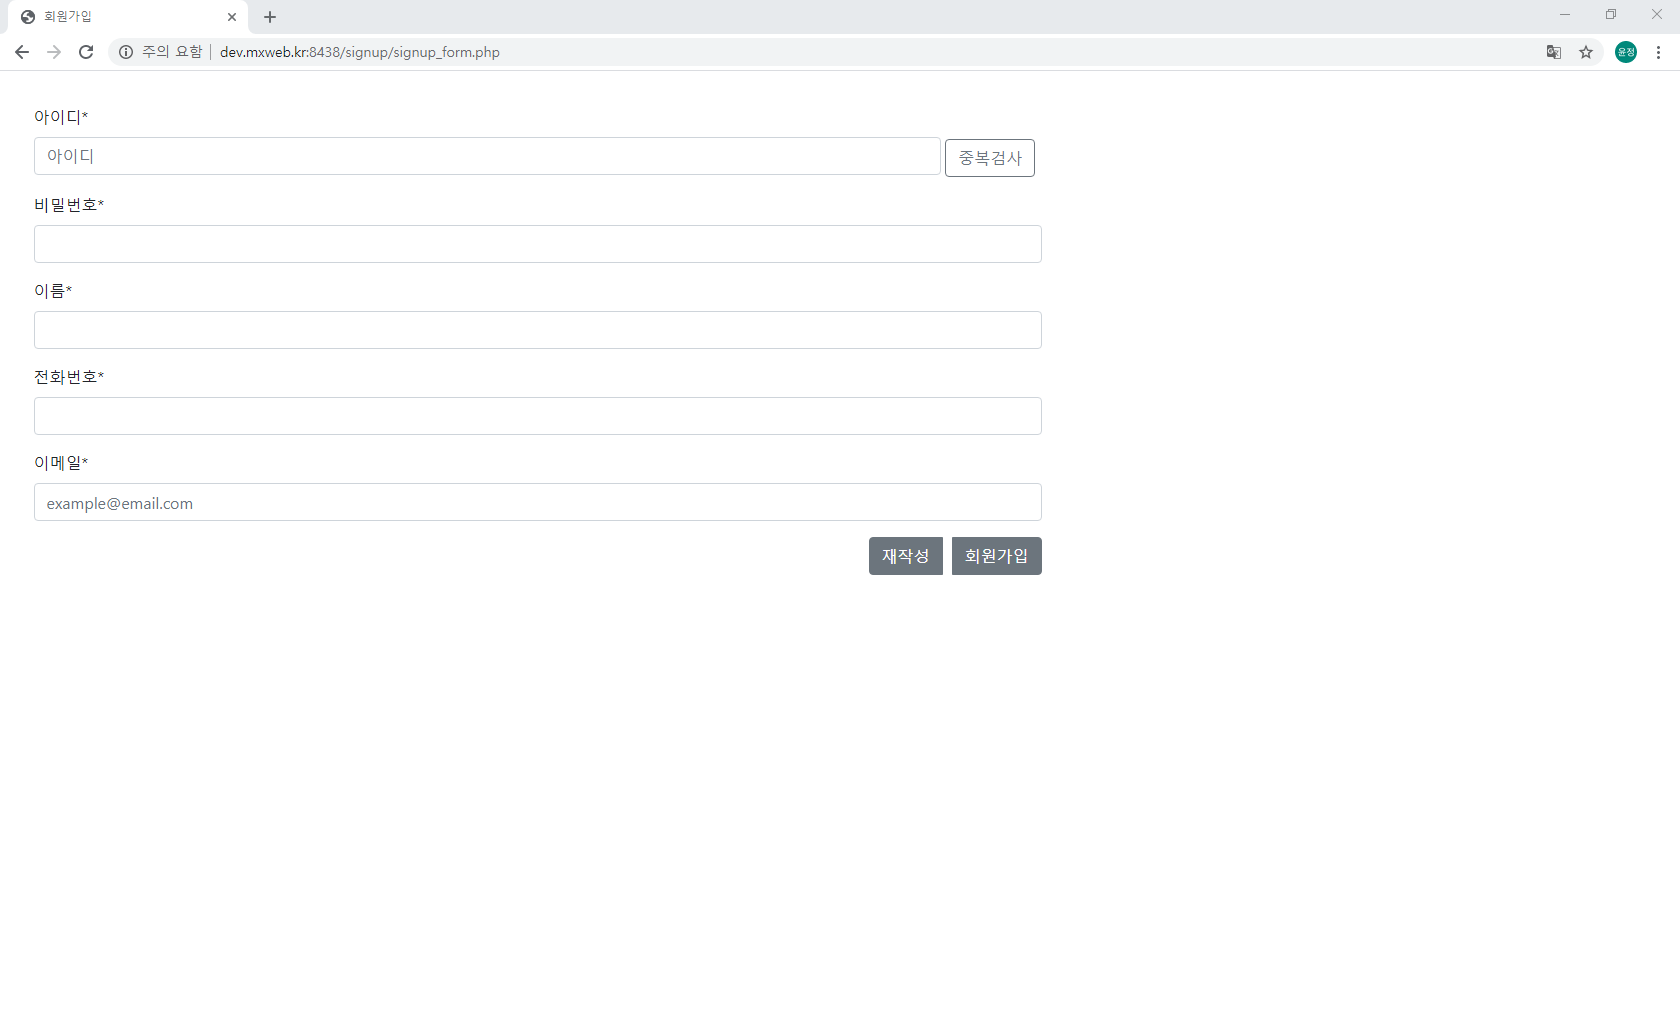 회원가입
주의 요함 dev.mxweb.kr:8438/signup/signup_form.php 윤정
아이디*
아이디 중복검사
비밀번호*
이름*
전화번호*
이메일*
example@email.com
재작성 회원가입